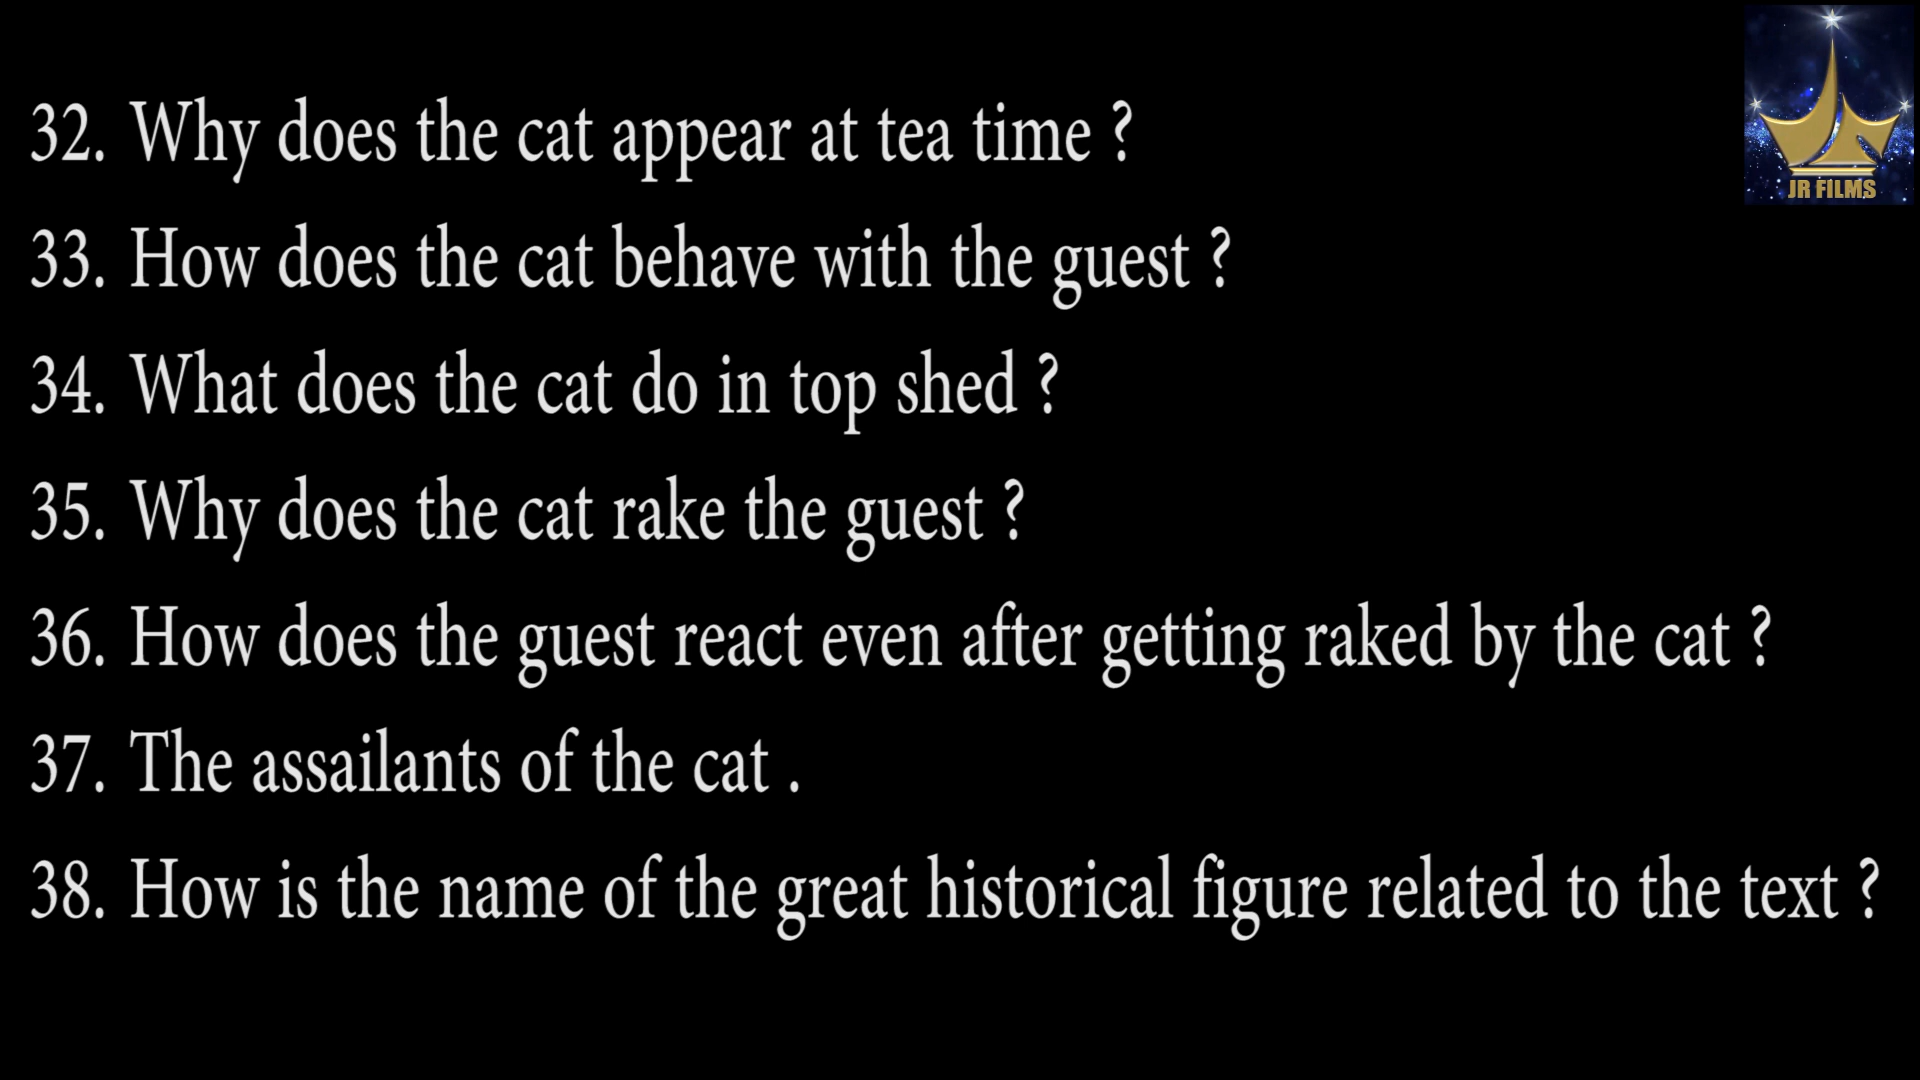 JR FILMS
32. Why does the cat appear at tea time ?
33. How does the cat behave with the guest ?
34. What does the cat do in top shed ?
35. Why does the cat rake the guest ?
36. How does the guest react even after getting raked by the cat ?
37. The assailants of the cat .
38. How is the name of the great historical figure related to the text ?